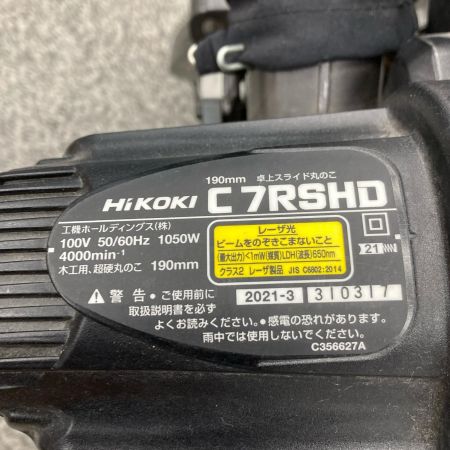 190mm 卓上スライド丸のこ
HiKOKI C 7RSHD
工機ホールディングス(株)
100V 50/60Hz 1050W
4000min⁻¹
木工用、超硬丸のこ 190mm
レーザ光
ビームをのぞきこまないこと
(最大出力)<1mW(媒質)LDH(波長)650nm
クラス2 レーザ製品 JIS C6802:2014
21
警告・ご使用前に
取扱説明書を必ず
よくお読みください。・感電の恐れがあります。
雨中では使用しないでください。
2021-3 310317
C356627A